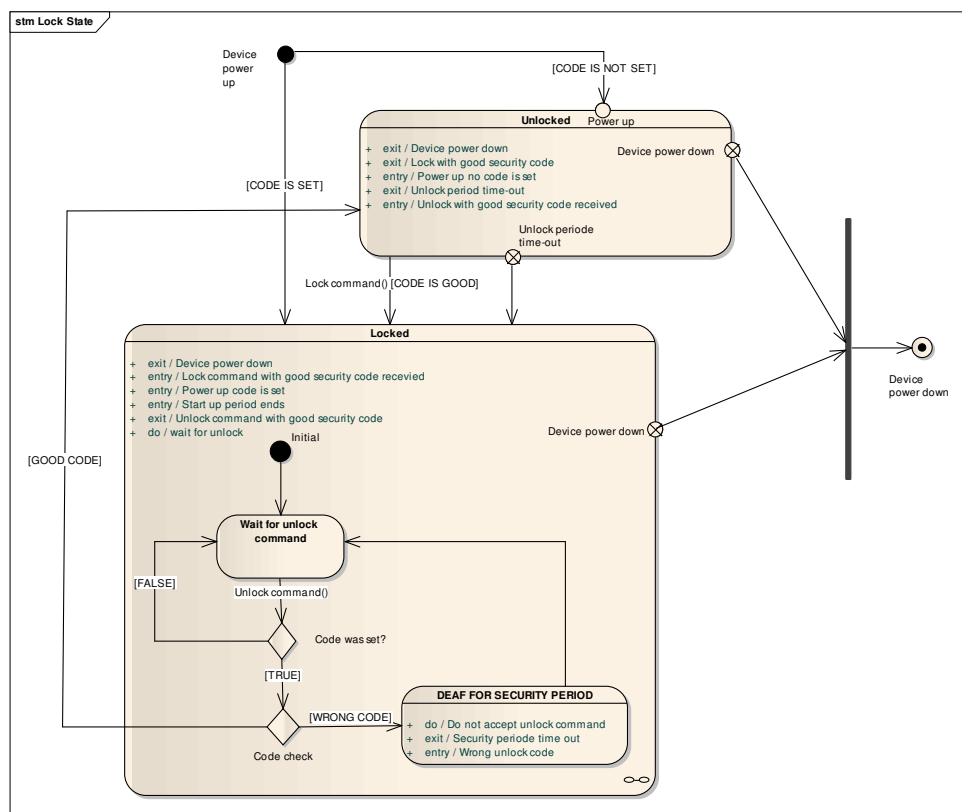 stm Lock State
Device
power
up
[CODE IS NOT SET]
Power up
Unlocked
+ exit / Device power down
+ exit / Lock with good security code
+ entry / Power up no code is set
+ exit / Unlock period time-out
+ entry / Unlock with good security code received
Device power down
[CODE IS SET]
Unlock periode
time-out
Lock command() [CODE IS GOOD]
Locked
+ exit / Device power down
+ entry / Lock command with good security code recevied
+ entry / Power up code is set
+ entry / Start up period ends
+ exit / Unlock command with good security code
+ do / wait for unlock
Device power down
Device
power down
Initial
[GOOD CODE]
Wait for unlock
command
[FALSE]
Unlock command()
Code was set?
[TRUE]
[WRONG CODE]
Code check
DEAF FOR SECURITY PERIOD
+ do / Do not accept unlock command
+ exit / Security periode time out
+ entry / Wrong unlock code